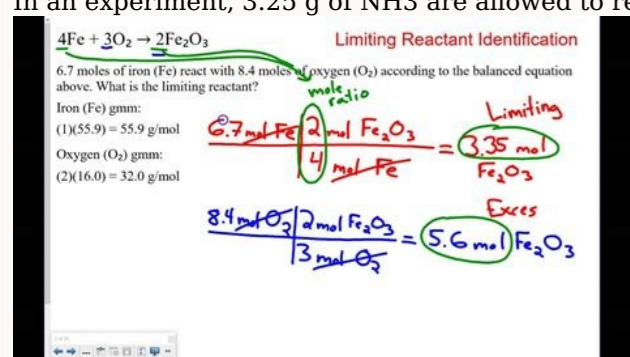 in an experiment, 3.25 g of NH3 are allowed to re
4Fe + 3O₂ → 2Fe₂O₃
Limiting Reactant Identification
6.7 moles of iron (Fe) react with 8.4 moles of oxygen (O₂) according to the balanced equation
above. What is the limiting reactant?
mole
ratio
Iron (Fe) gmm:
(1)(55.9) = 55.9 g/mol
Oxygen (O₂) gmm:
(2)(16.0) = 32.0 g/mol
Limiting
6.7 mol Fe | 2 mol Fe₂O₃ = 3.35 mol
4 mol Fe Fe₂O₃
Exces
8.4 mol O₂ | 2 mol Fe₂O₃ = 5.6 mol Fe₂O₃
3 mol O₂